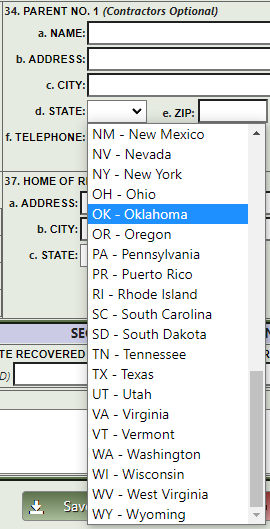 34. PARENT NO. 1 (Contractors Optional)
a. NAME:
b. ADDRESS:
c. CITY:
d. STATE:
e. ZIP:
f. TELEPHONE:
NM - New Mexico
NV - Nevada
NY - New York
37. HOME OF R
OH - Ohio
a. ADDRESS:
OK - Oklahoma
b. CITY:
OR - Oregon
c. STATE:
PA - Pennsylvania
PR - Puerto Rico
RI - Rhode Island
SC - South Carolina
SE
SD - South Dakota
TE RECOVERED
TN - Tennessee
D)
TX - Texas
UT - Utah
VA - Virginia
VT - Vermont
WA - Washington
WI - Wisconsin
WV - West Virginia
Sav
WY - Wyoming